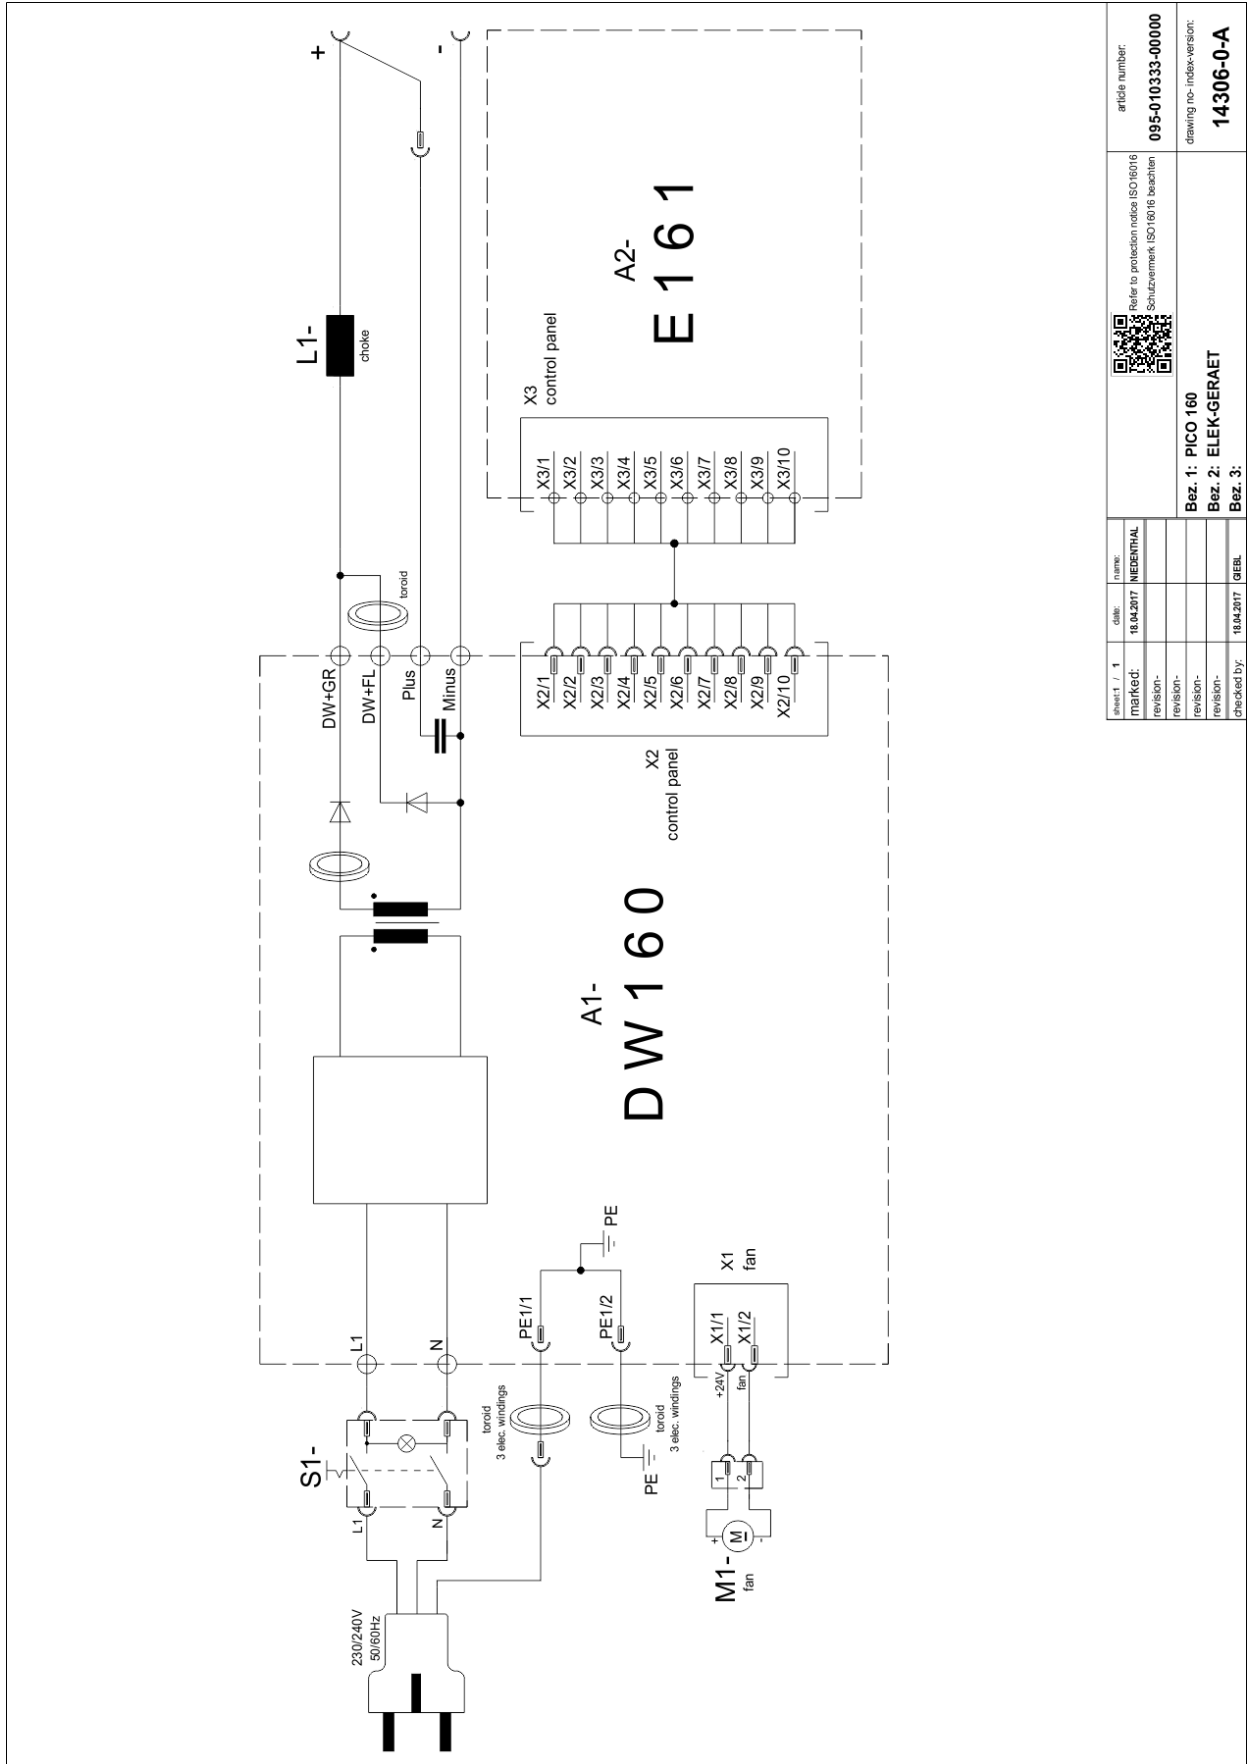 230/240V
50/60Hz
S1-
L1
N
L1
N
toroid
3 elec. windings
PE1/1
PE1/2
PE
toroid
3 elec. windings
PE
M1-
fan
+
M
-
1
2
+24V
fan
X1/1
X1/2
X1
fan
A1-
DW160
DW+GR
DW+FL
Plus
Minus
toroid
L1-
choke
+
-
X2
control panel
X2/1
X2/2
X2/3
X2/4
X2/5
X2/6
X2/7
X2/8
X2/9
X2/10
X3
control panel
X3/1
X3/2
X3/3
X3/4
X3/5
X3/6
X3/7
X3/8
X3/9
X3/10
A2-
E161
sheet:1 / 1
date:
name:
marked:
18.04.2017
NIEDENTHAL
revision-
revision-
revision-
revision-
checked by:
18.04.2017
GIEBL
Refer to protection notice ISO16016
Schutzvermerk ISO16016 beachten
Bez. 1: PICO 160
Bez. 2: ELEK-GERAET
Bez. 3:
article number:
095-010333-00000
drawing no- index-version:
14306-0-A